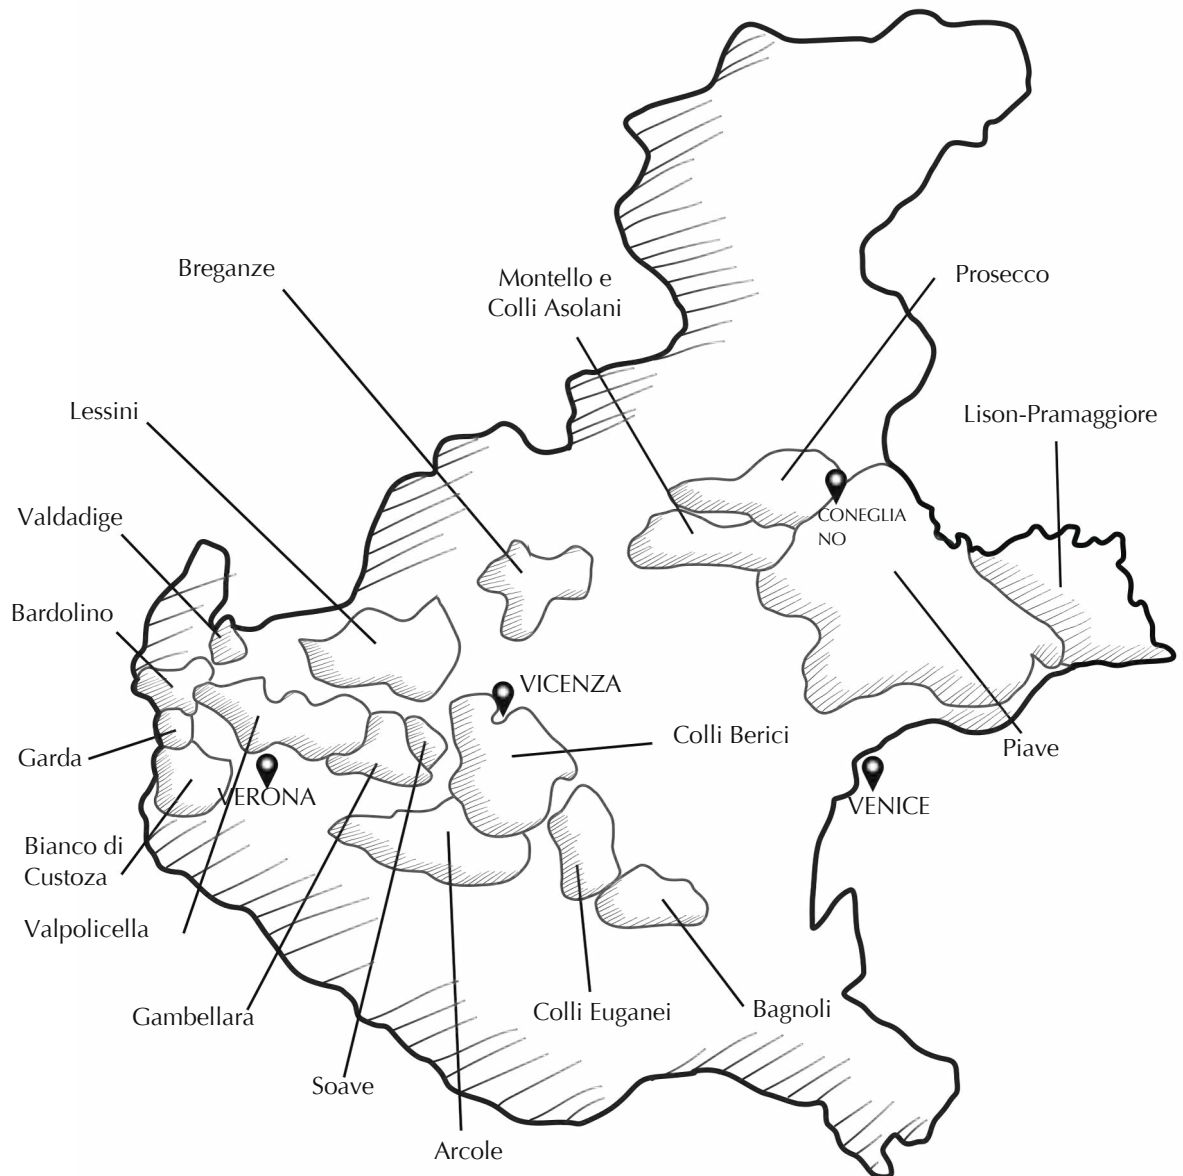 Breganze
Montello e
Colli Asolani
Prosecco
Lessini
Lison-Pramaggiore
Valdadige
CONEGLIA
NO
Bardolino
VICENZA
Colli Berici
Garda
Piave
VERONA
VENICE
Bianco di
Custoza
Valpolicella
Gambellara
Colli Euganei
Bagnoli
Soave
Arcole